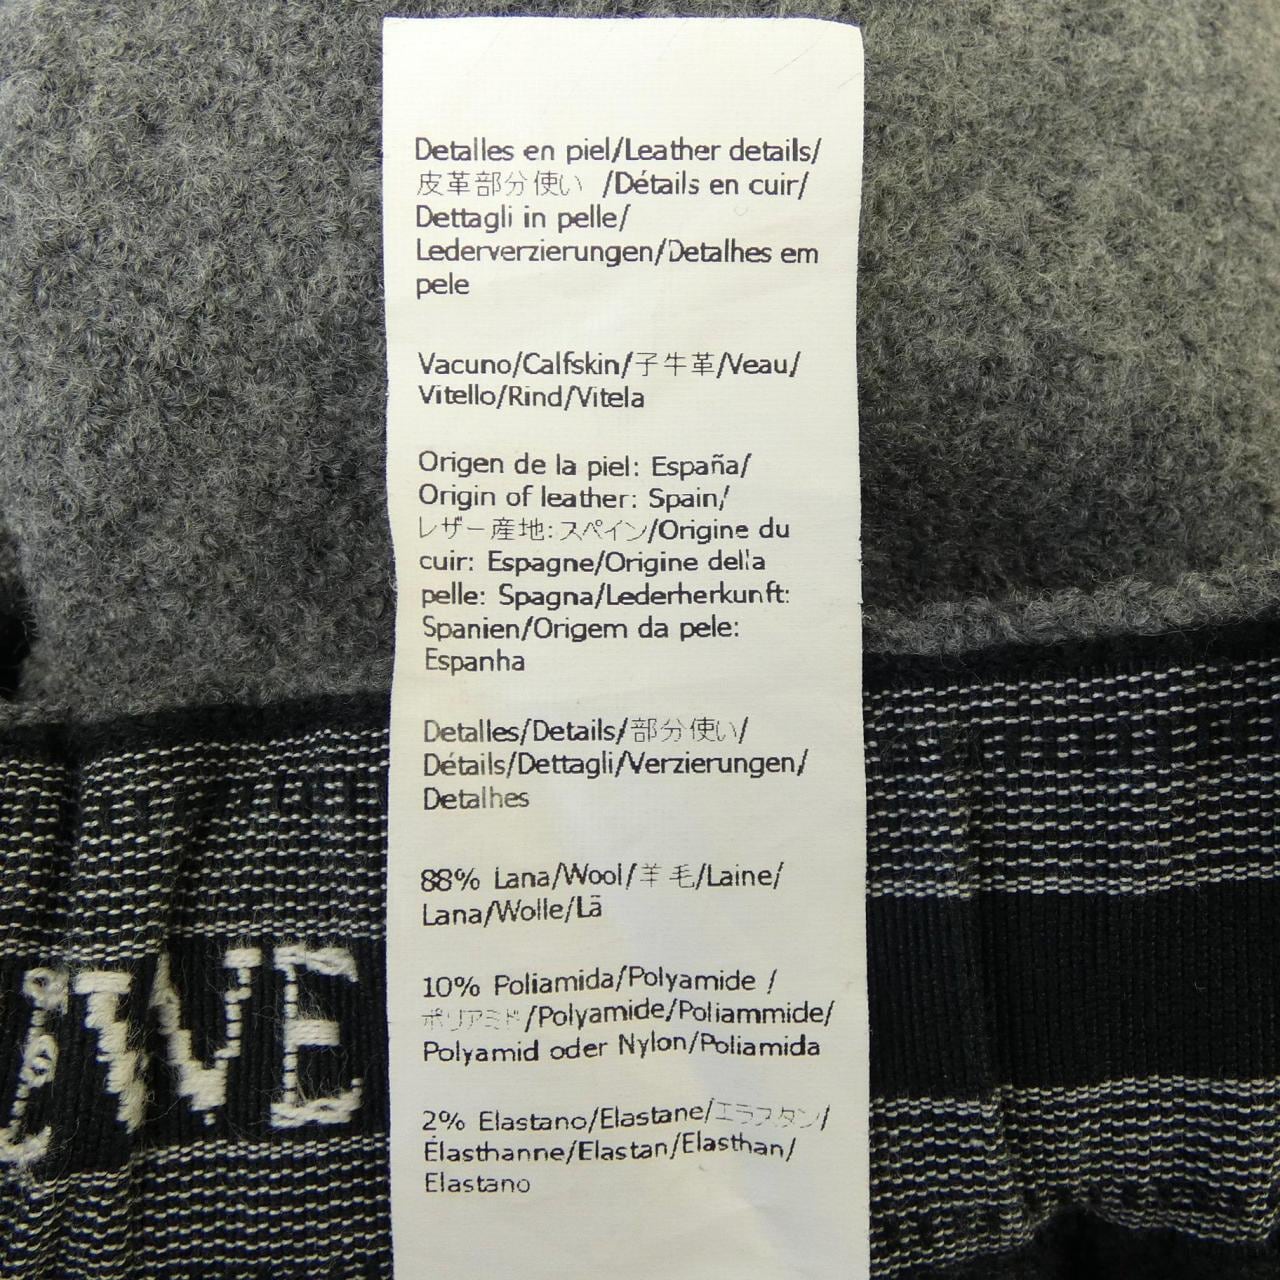 Detalles en piel/Leather details/
皮革部分使い /Détails en cuir/
Dettagli in pelle/
Lederverzierungen/Detalhes em
pele
Vacuno/Calfskin/子牛革/Veau/
Vitello/Rind/Vitela
Origen de la piel: España/
Origin of leather: Spain/
レザー産地:スペイン/Origine du
cuir: Espagne/Origine della
pelle: Spagna/Lederherkunft:
Spanien/Origem da pele:
Espanha
Detalles/Details/部分使い/
Détails/Dettagli/Verzierungen/
Detalhes
88% Lana/Wool/羊毛/Laine/
Lana/Wolle/Lã
10% Poliamida/Polyamide /
ポリアミド/Polyamide/Poliammide/
Polyamid oder Nylon/Poliamida
2% Elastano/Elastane/エラスタン/
Élasthanne/Elastan/Elasthan/
Elastano